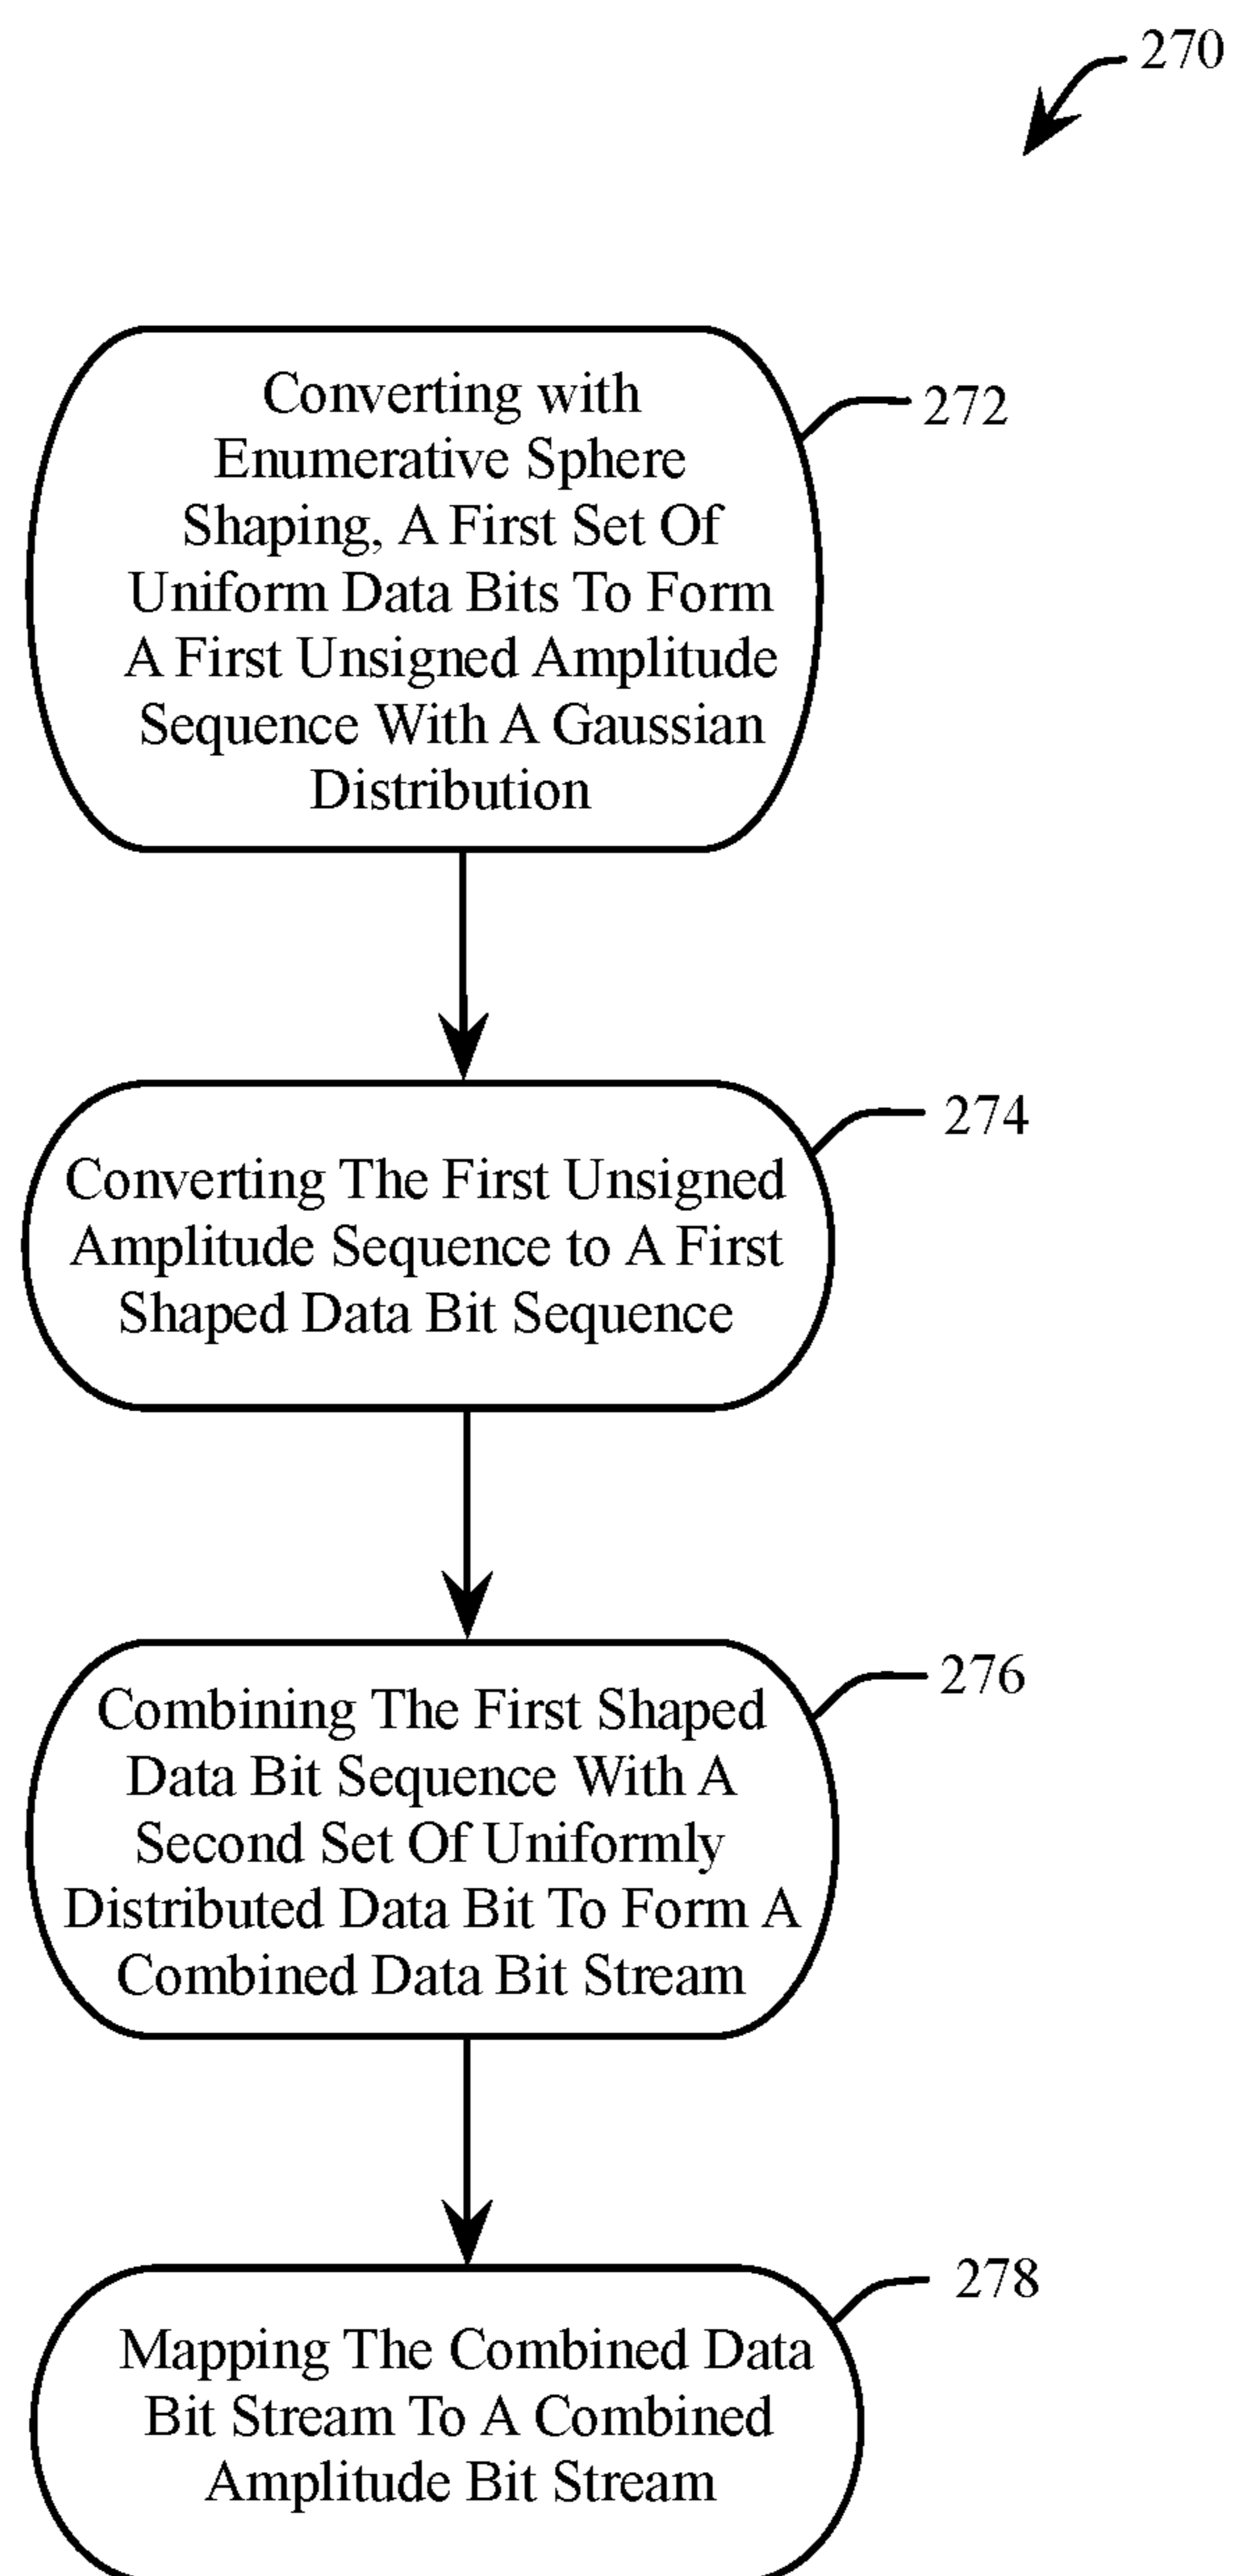 270
Converting with
Enumerative Sphere
Shaping, A First Set Of
Uniform Data Bits To Form
A First Unsigned Amplitude
Sequence With A Gaussian
Distribution
272
Converting The First Unsigned
Amplitude Sequence to A First
Shaped Data Bit Sequence
274
Combining The First Shaped
Data Bit Sequence With A
Second Set Of Uniformly
Distributed Data Bit To Form A
Combined Data Bit Stream
276
Mapping The Combined Data
Bit Stream To A Combined
Amplitude Bit Stream
278